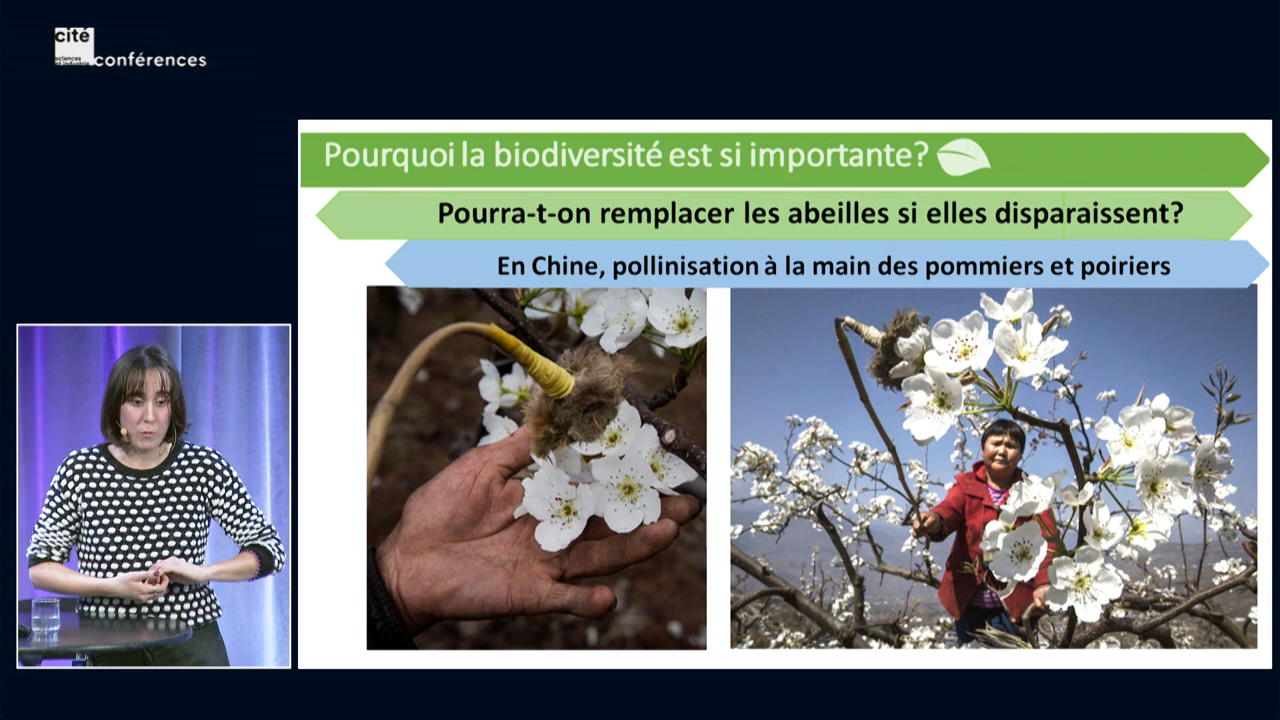 cité
sciences
et industrie
conférences
Pourquoi la biodiversité est si importante?
Pourra-t-on remplacer les abeilles si elles disparaissent?
En Chine, pollinisation à la main des pommiers et poiriers